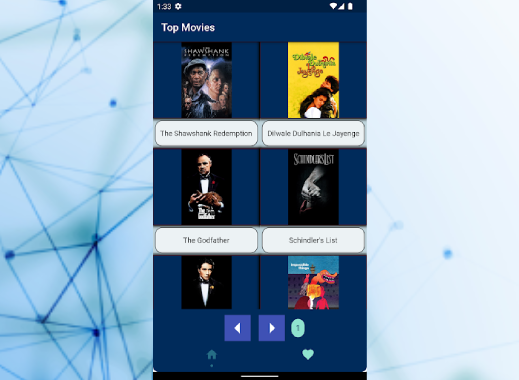 1:33
Top Movies
SHAWSHANK
REDEMPTION
Dilwale
Dulhania
Le
Jayenge
The Shawshank Redemption
Dilwale Dulhania Le Jayenge
The
Godfather
SCHINDLER'S LIST
The Godfather
Schindler's List
1